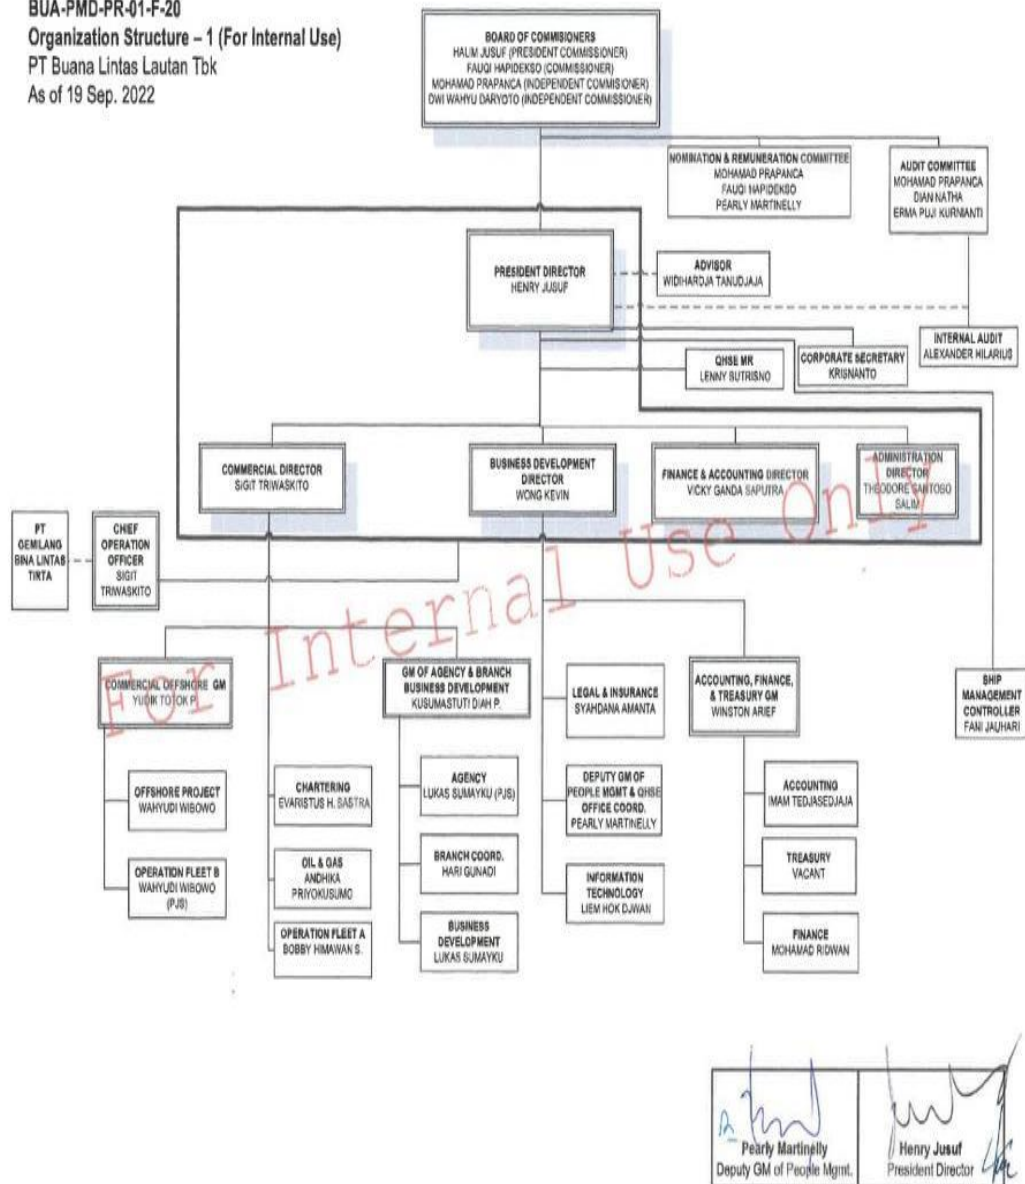 BUA-PMD-PR-01-F-20
Organization Structure – 1 (For Internal Use)
PT Buana Lintas Lautan Tbk
As of 19 Sep. 2022
BOARD OF COMMISIONERS
HALIM JUSUF (PRESIDENT COMMISSIONER)
FAUQI HAPIDEKSO (COMMISSIONER)
MOHAMAD PRAPANCA (INDEPENDENT COMMISIONER)
DWI WAHYU DARYOTO (INDEPENDENT COMMISSIONER)
NOMINATION & REMUNERATION COMMITTEE
MOHAMAD PRAPANCA
FAUQI HAPIDEKSO
PEARLY MARTINELLY
AUDIT COMMITTEE
MOHAMAD PRAPANCA
DIAN NATHA
ERMA PUJI KURNIANTI
PRESIDENT DIRECTOR
HENRY JUSUF
ADVISOR
WIDIHARDJA TANUDJAJA
INTERNAL AUDIT
ALEXANDER HILARIUS
QHSE MR
LENNY SUTRISNO
CORPORATE SECRETARY
KRISNANTO
COMMERCIAL DIRECTOR
SIGIT TRIWASKITO
BUSINESS DEVELOPMENT
DIRECTOR
WONG KEVIN
FINANCE & ACCOUNTING DIRECTOR
VICKY GANDA SAPUTRA
ADMINISTRATION
DIRECTOR
THEODORE SANTOSO
SALIM
PT
GEMILANG
BINA LINTAS
TIRTA
CHIEF
OPERATION
OFFICER
SIGIT
TRIWASKITO
For Internal Use Only
COMMERCIAL OFFSHORE GM
YUDIK TOTOK P.
GM OF AGENCY & BRANCH
BUSINESS DEVELOPMENT
KUSUMASTUTI DIAH P.
LEGAL & INSURANCE
SYAHDANA AMANTA
ACCOUNTING, FINANCE,
& TREASURY GM
WINSTON ARIEF
SHIP
MANAGEMENT
CONTROLLER
FANI JAUHARI
OFFSHORE PROJECT
WAHYUDI WIBOWO
CHARTERING
EVARISTUS H. SASTRA
AGENCY
LUKAS SUMAYKU (PJS)
DEPUTY GM OF
PEOPLE MGMT & QHSE
OFFICE COORD.
PEARLY MARTINELLY
ACCOUNTING
IMAM TEDJASEDJAJA
OPERATION FLEET B
WAHYUDI WIBOWO
(PJS)
OIL & GAS
ANDHIKA
PRIYOKUSUMO
BRANCH COORD.
HARI GUNADI
INFORMATION
TECHNOLOGY
LIEM HOK DJWAN
TREASURY
VACANT
OPERATION FLEET A
BOBBY HIMAWAN S.
BUSINESS
DEVELOPMENT
LUKAS SUMAYKU
FINANCE
MOHAMAD RIDWAN
Pearly Martinelly
Deputy GM of People Mgmt.
Henry Jusuf
President Director